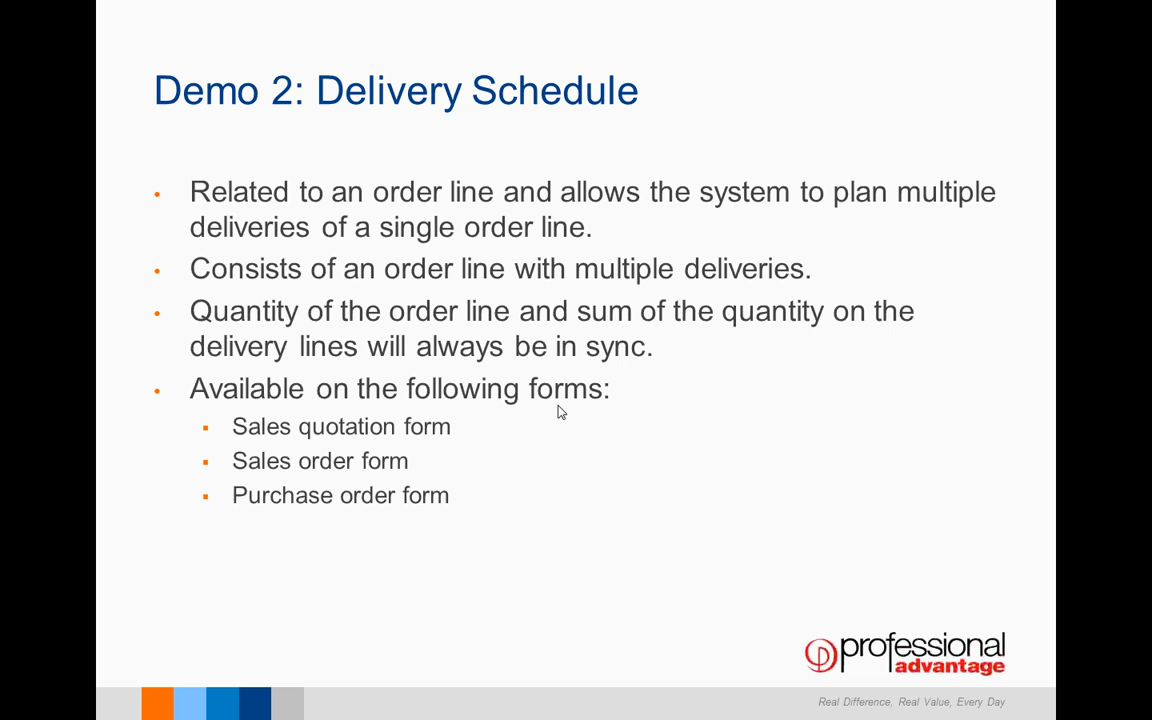 Demo 2: Delivery Schedule
• Related to an order line and allows the system to plan multiple
deliveries of a single order line.
• Consists of an order line with multiple deliveries.
• Quantity of the order line and sum of the quantity on the
delivery lines will always be in sync.
• Available on the following forms:
▪ Sales quotation form
▪ Sales order form
▪ Purchase order form
professional
advantage
Real Difference, Real Value, Every Day